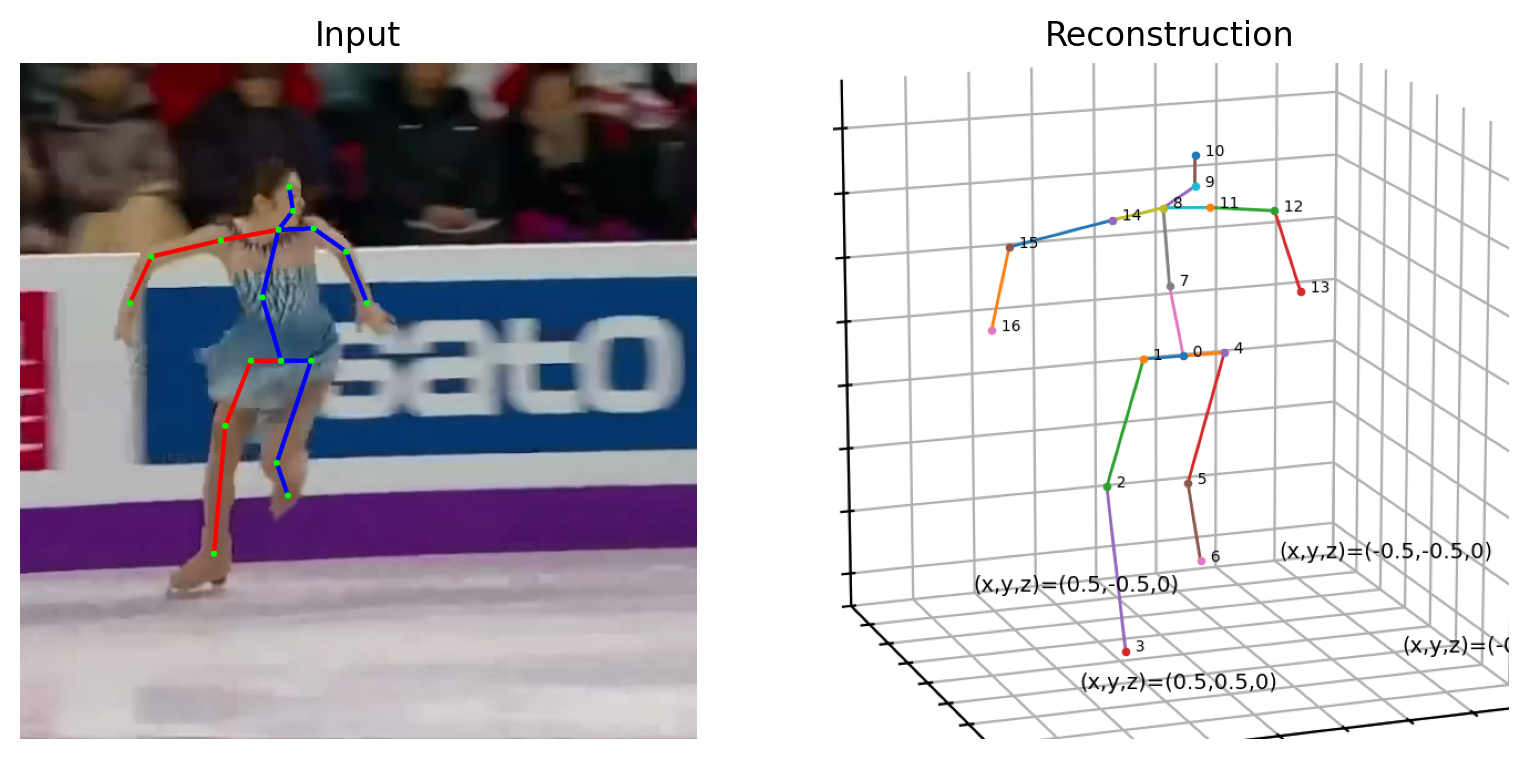 Input
Reconstruction
sato
10
9
8
11
12
14
15
13
7
16
1
0
4
2
5
6
(x,y,z)=(-0.5,-0.5,0)
(x,y,z)=(0.5,-0.5,0)
3
(x,y,z)=(-0
(x,y,z)=(0.5,0.5,0)